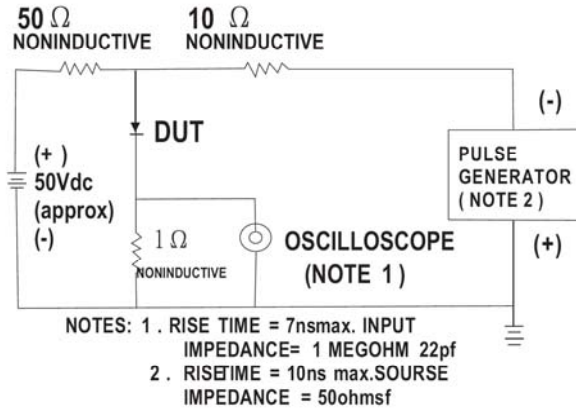 50 Ω
NONINDUCTIVE
10 Ω
NONINDUCTIVE
DUT
(+ )
50Vdc
(approx)
(-)
1 Ω
NONINDUCTIVE
OSCILLOSCOPE
(NOTE 1 )
(-)
PULSE
GENERATOR
( NOTE 2 )
(+)
NOTES: 1 . RISE TIME = 7nsmax. INPUT
IMPEDANCE= 1 MEGOHM 22pf
2 . RISETIME = 10ns max.SOURSE
IMPEDANCE = 50ohmsf